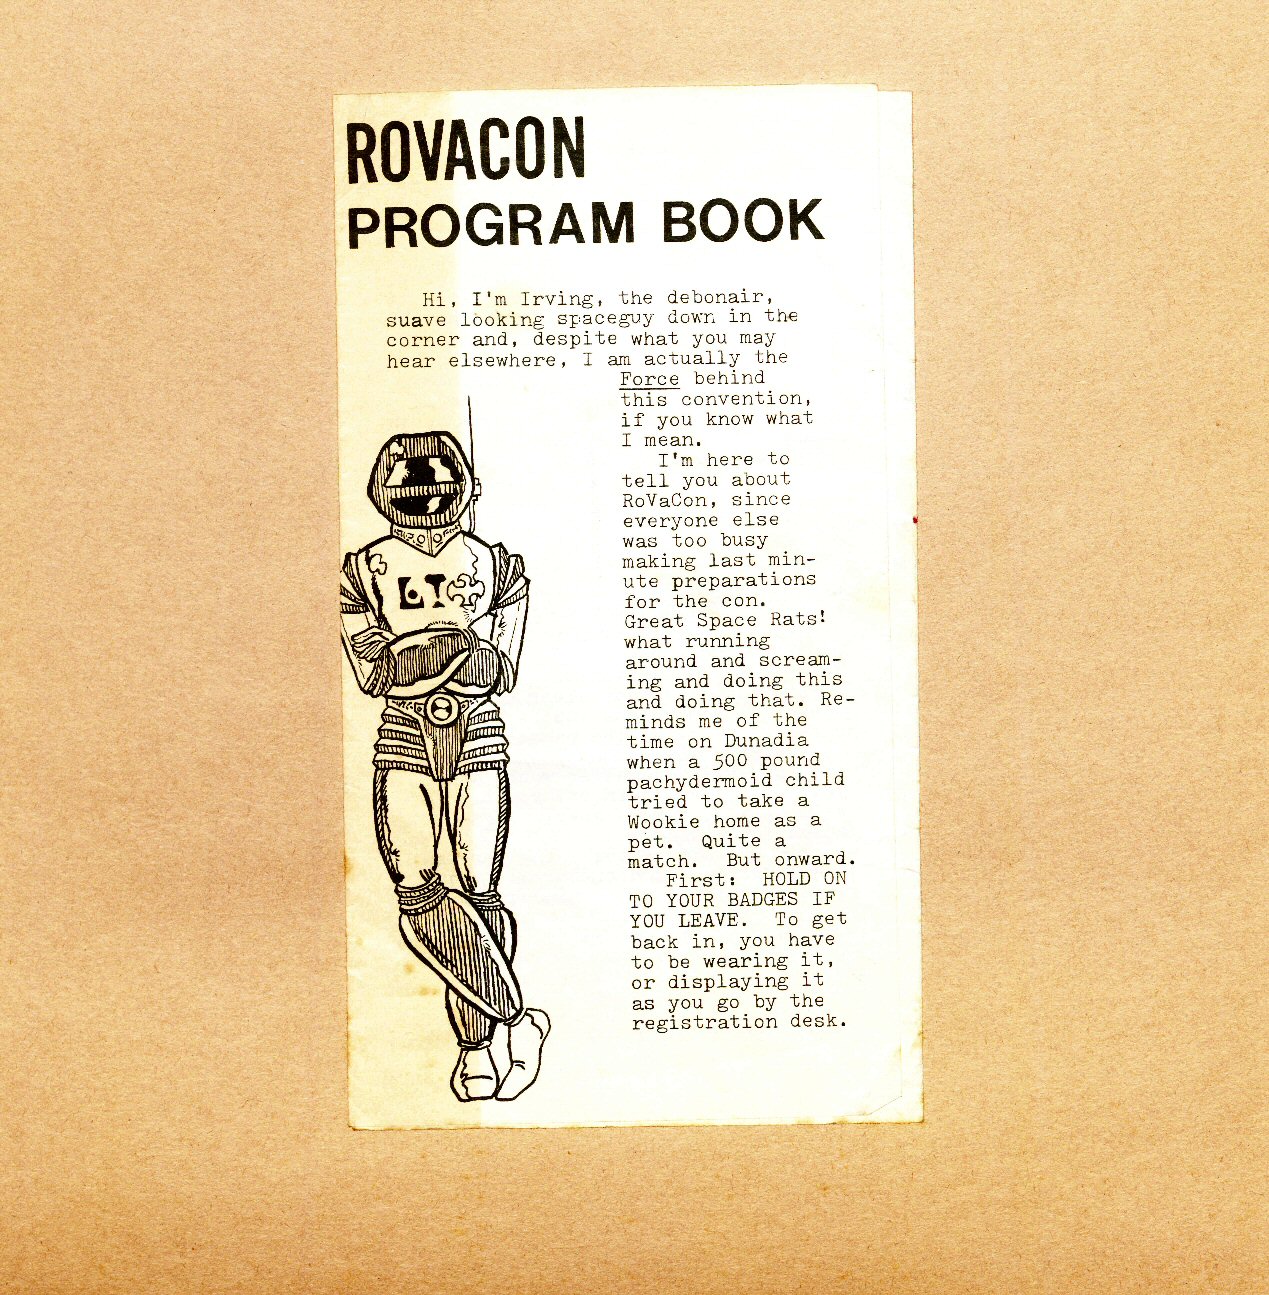 ROVACON
PROGRAM BOOK
Hi, I'm Irving, the debonair,
suave looking spaceguy down in the
corner and, despite what you may
hear elsewhere, I am actually the
Force behind
this convention,
if you know what
I mean.
I'm here to
tell you about
RoVaCon, since
everyone else
was too busy
making last min-
ute preparations
for the con.
Great Space Rats!
what running
around and scream-
ing and doing this
and doing that. Re-
minds me of the
time on Dunadia
when a 500 pound
pachydermoid child
tried to take a
Wookie home as a
pet. Quite a
match. But onward.
First: HOLD ON
TO YOUR BADGES IF
YOU LEAVE. To get
back in, you have
to be wearing it,
or displaying it
as you go by the
registration desk.